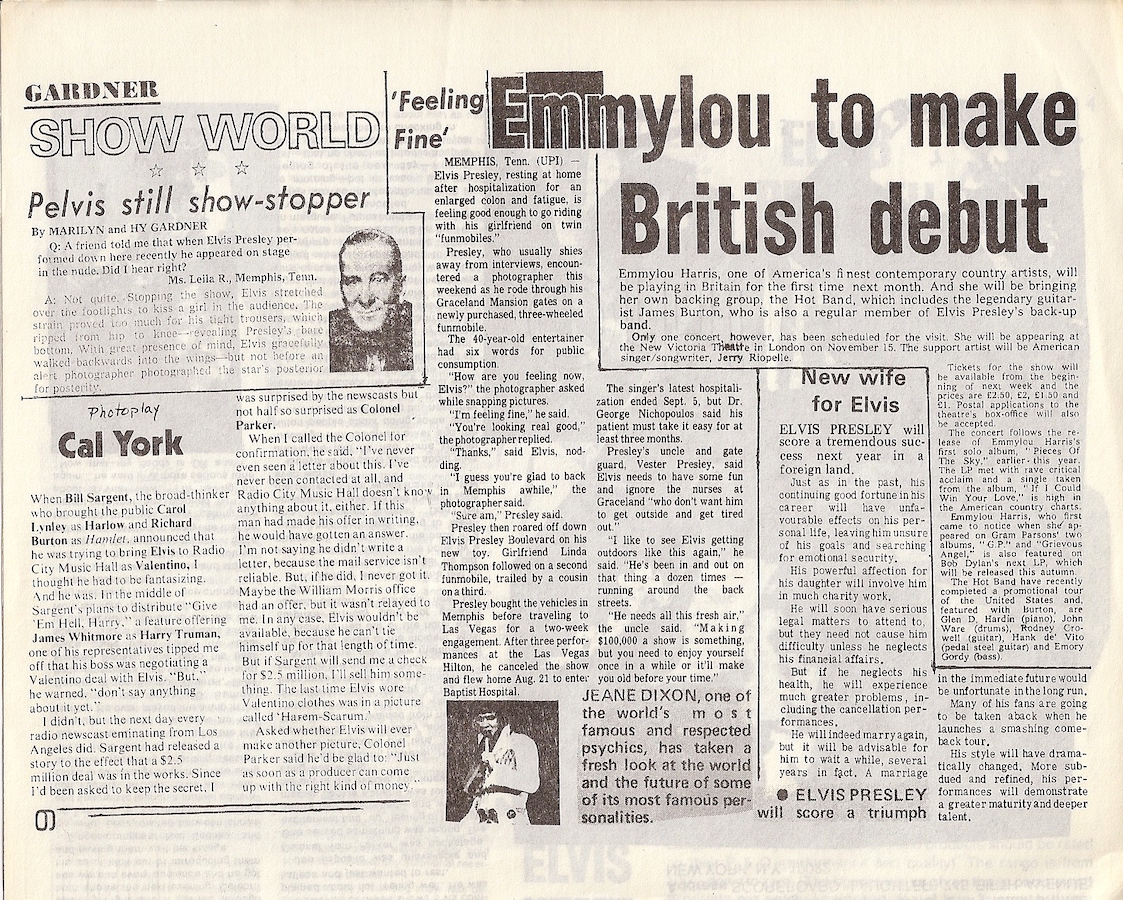 GARDNER
SHOW WORLD
Pelvis still show-stopper
By MARILYN and HY GARDNER
Q: A friend told me that when Elvis Presley per-
formed down here recently he appeared on stage
in the nude. Did I hear right?
Ms. Leila R., Memphis, Tenn.
A: Not quite. Stopping the show, Elvis stretched
over the footlights to kiss a girl in the audience. The
strain proved too much for his tight trousers, which
ripped from hip to knee—revealing Presley's bare
bottom. With great presence of mind, Elvis gracefully
walked backwards into the wings—but not before an
alert photographer photographed the star's posterior
for posterity.
Photoplay
Cal York
When Bill Sargent, the broad-thinker
who brought the public Carol
Lynley as Harlow and Richard
Burton as Hamlet, announced that
he was trying to bring Elvis to Radio
City Music Hall as Valentino, I
thought he had to be fantasizing.
And he was. In the middle of
Sargent's plans to distribute "Give
'Em Hell, Harry," a feature offering
James Whitmore as Harry Truman,
one of his representatives tipped me
off that his boss was negotiating a
Valentino deal with Elvis. "But,"
he warned, "don't say anything
about it yet."
I didn't, but the next day every
radio newscast eminating from Los
Angeles did. Sargent had released a
story to the effect that a $2.5
million deal was in the works. Since
I'd been asked to keep the secret, I
was surprised by the newscasts but
not half so surprised as Colonel
Parker.
When I called the Colonel for
confirmation, he said, "I've never
even seen a letter about this. I've
never been contacted at all, and
Radio City Music Hall doesn't know
anything about it, either. If this
man had made his offer in writing,
he would have gotten an answer.
I'm not saying he didn't write a
letter, because the mail service isn't
reliable. But, if he did, I never got it.
Maybe the William Morris office
had an offer, but it wasn't relayed to
me. In any case, Elvis wouldn't be
available, because he can't tie
himself up for that length of time.
But if Sargent will send me a check
for $2.5 million, I'll sell him some-
thing. The last time Elvis wore
Valentino clothes was in a picture
called 'Harem-Scarum.'
Asked whether Elvis will ever
make another picture, Colonel
Parker said he'd be glad to: "Just
as soon as a producer can come
up with the right kind of money."
'Feeling
Fine'
MEMPHIS, Tenn. (UPI) —
Elvis Presley, resting at home
after hospitalization for an
enlarged colon and fatigue, is
feeling good enough to go riding
with his girlfriend on twin
"funmobiles."
Presley, who usually shies
away from interviews, encoun-
tered a photographer this
weekend as he rode through his
Graceland Mansion gates on a
newly purchased, three-wheeled
funmobile.
The 40-year-old entertainer
had six words for public
consumption.
"How are you feeling now,
Elvis?" the photographer asked
while snapping pictures.
"I'm feeling fine," he said.
"You're looking real good,"
the photographer replied.
"Thanks," said Elvis, nod-
ding.
"I guess you're glad to back
in Memphis awhile," the
photographer said.
"Sure am," Presley said.
Presley then roared off down
Elvis Presley Boulevard on his
new toy. Girlfriend Linda
Thompson followed on a second
funmobile, trailed by a cousin
on a third.
Presley bought the vehicles in
Memphis before traveling to
Las Vegas for a two-week
engagement. After three perfor-
mances at the Las Vegas
Hilton, he canceled the show
and flew home Aug. 21 to enter
Baptist Hospital.
The singer's latest hospitali-
zation ended Sept. 5, but Dr.
George Nichopoulos said his
patient must take it easy for at
least three months.
Presley's uncle and gate
guard, Vester Presley, said
Elvis needs to have some fun
and ignore the nurses at
Graceland "who don't want him
to get outside and get tired
out."
"I like to see Elvis getting
outdoors like this again," he
said. "He's been in and out on
that thing a dozen times —
running around the back
streets.
"He needs all this fresh air,"
the uncle said. "Making
$100,000 a show is something,
but you need to enjoy yourself
once in a while or it'll make
you old before your time."
Emmylou to make
British debut
Emmylou Harris, one of America's finest contemporary country artists, will
be playing in Britain for the first time next month. And she will be bringing
her own backing group, the Hot Band, which includes the legendary guitar-
ist James Burton, who is also a regular member of Elvis Presley's back-up
band.
Only one concert, however, has been scheduled for the visit. She will be appearing at
the New Victoria Theatre in London on November 15. The support artist will be American
singer/songwriter, Jerry Riopelle.
Tickets for the show will
be available from the begin-
ning of next week and the
prices are £2.50, £2, £1.50 and
£1. Postal applications to the
theatre's box-office will also
be accepted.
The concert follows the re-
lease of Emmylou Harris's
first solo album, "Pieces Of
The Sky," earlier this year.
The LP met with rave critical
acclaim and a single taken
from the album, "If I Could
Win Your Love," is high in
the American country charts.
Emmylou Harris, who first
came to notice when she ap-
peared on Gram Parsons' two
albums, "G.P." and "Grievous
Angel," is also featured on
Bob Dylan's next LP, which
will be released this autumn.
The Hot Band have recently
completed a promotional tour
of the United States and,
featured with Burton, are
Glen D. Hardin (piano), John
Ware (drums), Rodney Cro-
well (guitar), Hank de' Vito
(pedal steel guitar) and Emory
Gordy (bass).
JEANE DIXON, one of
the world's most
famous and respected
psychics, has taken a
fresh look at the world
and the future of some
of its most famous per-
sonalities.
New wife
for Elvis
ELVIS PRESLEY will
score a tremendous suc-
cess next year in a
foreign land.
Just as in the past, his
continuing good fortune in his
career will have unfa-
vourable effects on his per-
sonal life, leaving him unsure
of his goals and searching
for emotional security.
His powerful affection for
his daughter will involve him
in much charity work.
He will soon have serious
legal matters to attend to,
but they need not cause him
difficulty unless he neglects
his financial affairs.
But if he neglects his
health, he will experience
much greater problems, in-
cluding the cancellation per-
formances.
He will indeed marry again,
but it will be advisable for
him to wait a while, several
years in fact. A marriage
● ELVIS PRESLEY
will score a triumph
in the immediate future would
be unfortunate in the long run.
Many of his fans are going
to be taken aback when he
launches a smashing come-
back tour.
His style will have drama-
tically changed. More sub-
dued and refined, his per-
formances will demonstrate
a greater maturity and deeper
talent.